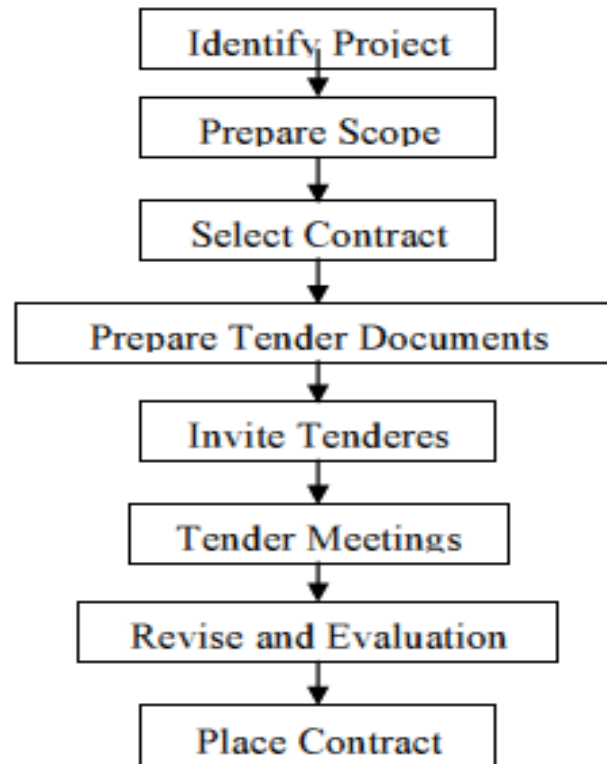 Identify Project
Prepare Scope
Select Contract
Prepare Tender Documents
Invite Tenderes
Tender Meetings
Revise and Evaluation
Place Contract